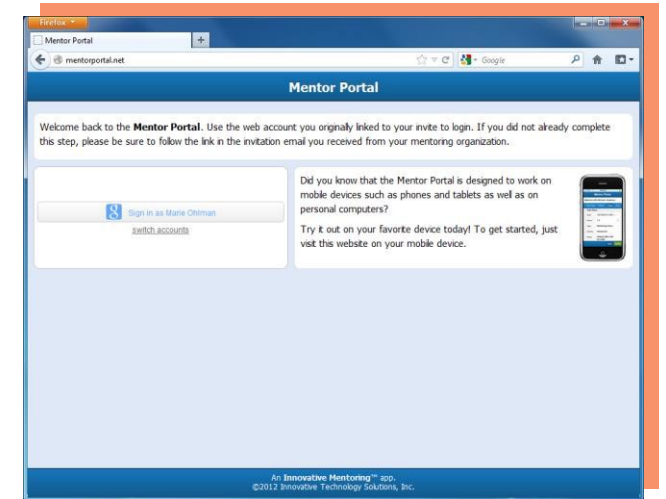 Firefox
Mentor Portal
mentorportal.net
Google
Mentor Portal
Welcome back to the Mentor Portal. Use the web account you originally linked to your invite to login. If you did not already complete
this step, please be sure to follow the link in the invitation email you received from your mentoring organization.
Sign in as Marie Ohlman
switch accounts
Did you know that the Mentor Portal is designed to work on
mobile devices such as phones and tablets as well as on
personal computers?
Try it out on your favorite device today! To get started, just
visit this website on your mobile device.
An Innovative Mentoring™ app.
©2012 Innovative Technology Solutions, Inc.